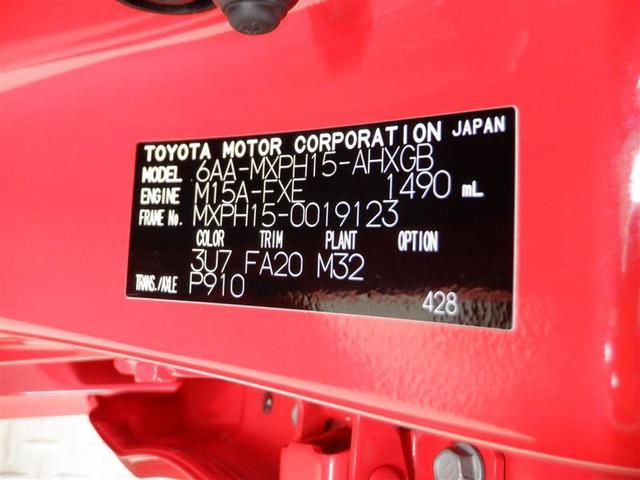 TOYOTA MOTOR CORPORATION JAPAN
MODEL 6AA-MXPH15-AHXGB
ENGINE M15A-FXE 1490 mL
FRAME No. MXPH15-0019123
COLOR TRIM PLANT OPTION
3U7 FA20 M32
TRANS./AXLE P910
428